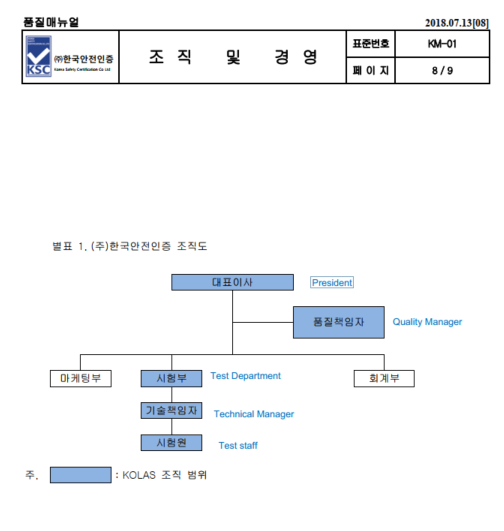 품질매뉴얼 2018.07.13[08]
KSC
㈜한국안전인증
Korea Safety Certification Co Ltd
조 직 및 경 영
표준번호 KM-01
페 이 지 8 / 9
별표 1. (주)한국안전인증 조직도
대표이사 President
품질책임자 Quality Manager
마케팅부 시험부 Test Department 회계부
기술책임자 Technical Manager
시험원 Test staff
주. : KOLAS 조직 범위